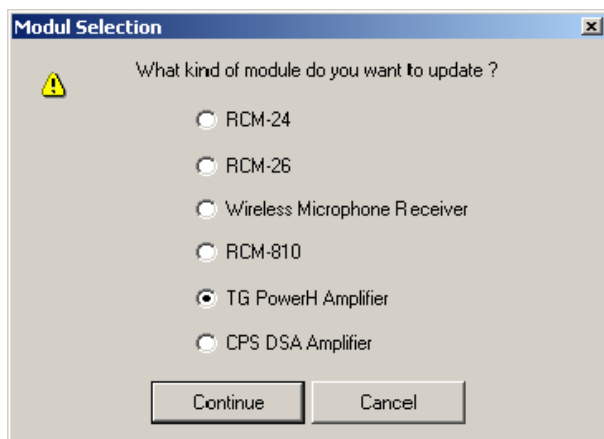 Modul Selection
What kind of module do you want to update ?
RCM-24
RCM-26
Wireless Microphone Receiver
RCM-810
TG PowerH Amplifier
CPS DSA Amplifier
Continue
Cancel